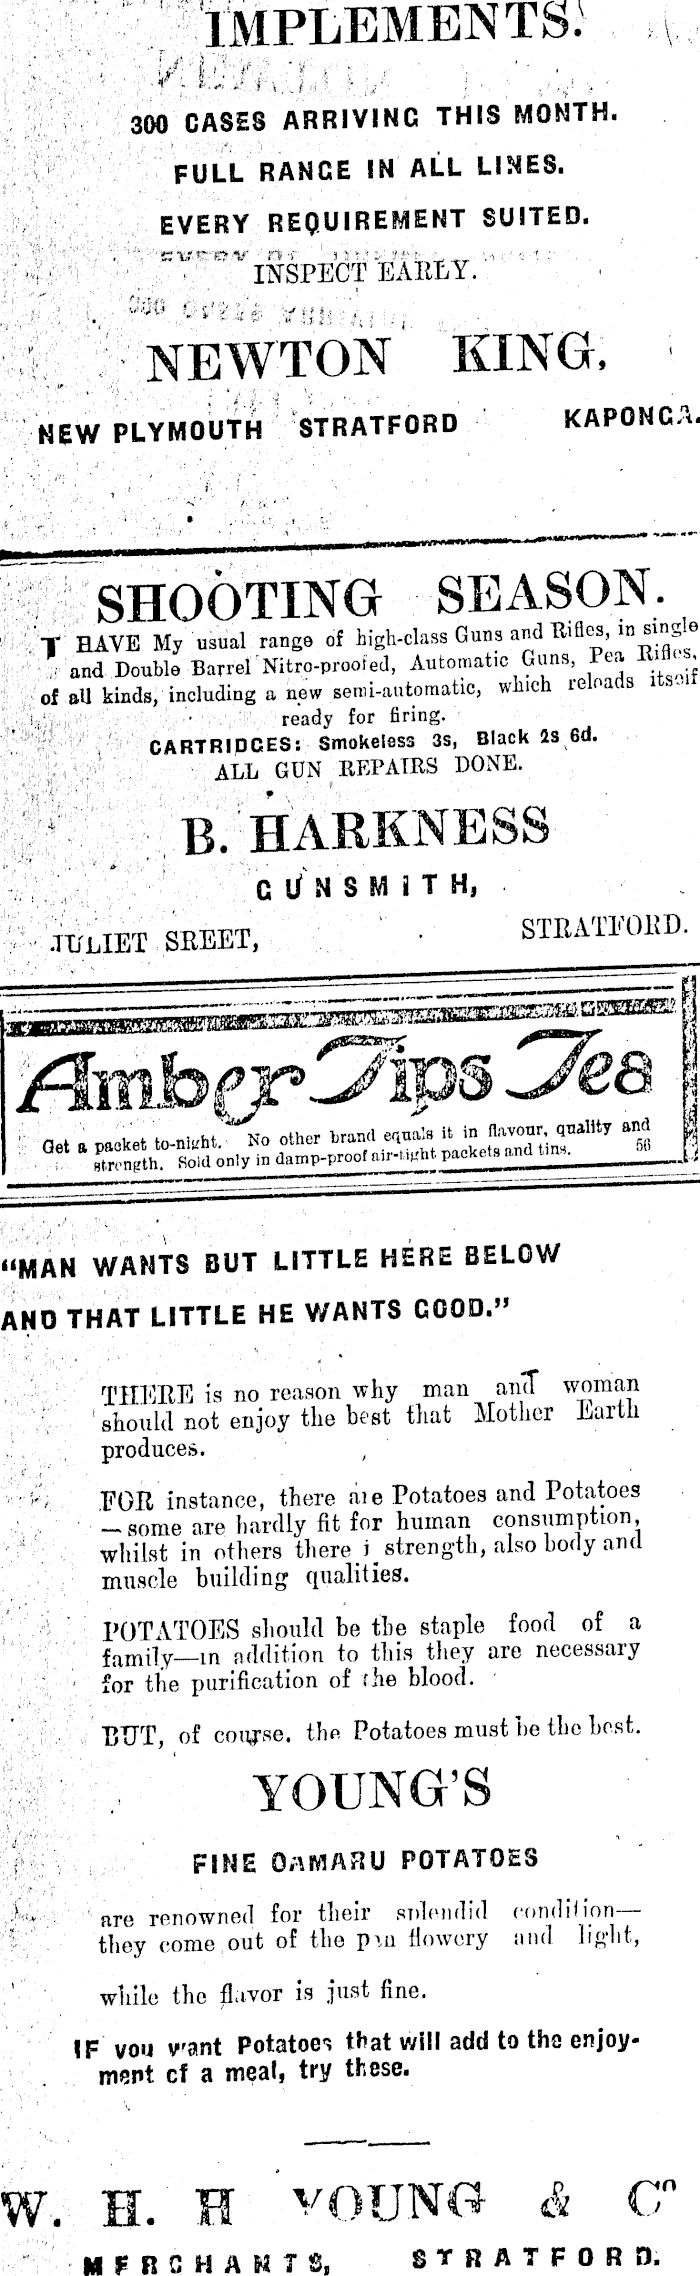 IMPLEMENTS.
300 CASES ARRIVING THIS MONTH.
FULL RANGE IN ALL LINES.
EVERY REQUIREMENT SUITED.
INSPECT EARLY.
NEWTON KING,
NEW PLYMOUTH STRATFORD KAPONGA.
SHOOTING SEASON.
I HAVE My usual range of high-class Guns and Rifles, in single
and Double Barrel Nitro-proofed, Automatic Guns, Pea Rifles,
of all kinds, including a new semi-automatic, which reloads itself
ready for firing.
CARTRIDGES: Smokeless 3s, Black 2s 6d.
ALL GUN REPAIRS DONE.
B. HARKNESS
GUNSMITH,
JULIET SREET, STRATFORD.
Amber Tips Tea
Get a packet to-night. No other brand equals it in flavour, quality and
strength. Sold only in damp-proof air-tight packets and tins. 56
"MAN WANTS BUT LITTLE HERE BELOW
AND THAT LITTLE HE WANTS GOOD."
THERE is no reason why man and woman
should not enjoy the best that Mother Earth
produces.
FOR instance, there are Potatoes and Potatoes
—some are hardly fit for human consumption,
whilst in others there i strength, also body and
muscle building qualities.
POTATOES should be the staple food of a
family—in addition to this they are necessary
for the purification of the blood.
BUT, of course, the Potatoes must be the best.
YOUNG'S
FINE OAMARU POTATOES
are renowned for their splendid condition—
they come out of the pan flowery and light,
while the flavor is just fine.
IF you want Potatoes that will add to the enjoy-
ment of a meal, try these.
W. H. H YOUNG & Co
MERCHANTS, STRATFORD.